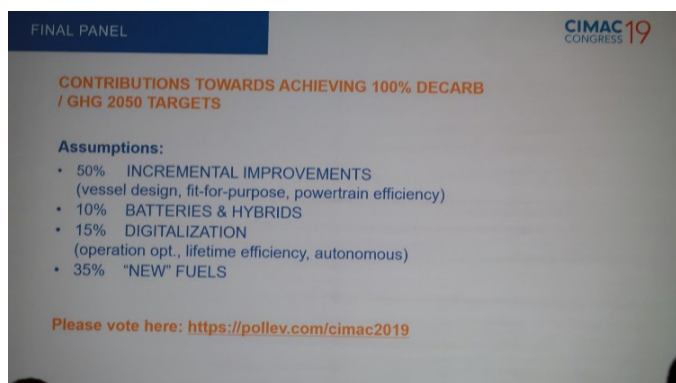 FINAL PANEL
CIMAC 19
CONGRESS
CONTRIBUTIONS TOWARDS ACHIEVING 100% DECARB
/ GHG 2050 TARGETS
Assumptions:
• 50% INCREMENTAL IMPROVEMENTS
(vessel design, fit-for-purpose, powertrain efficiency)
• 10% BATTERIES & HYBRIDS
• 15% DIGITALIZATION
(operation opt., lifetime efficiency, autonomous)
• 35% “NEW” FUELS
Please vote here: https://pollev.com/cimac2019